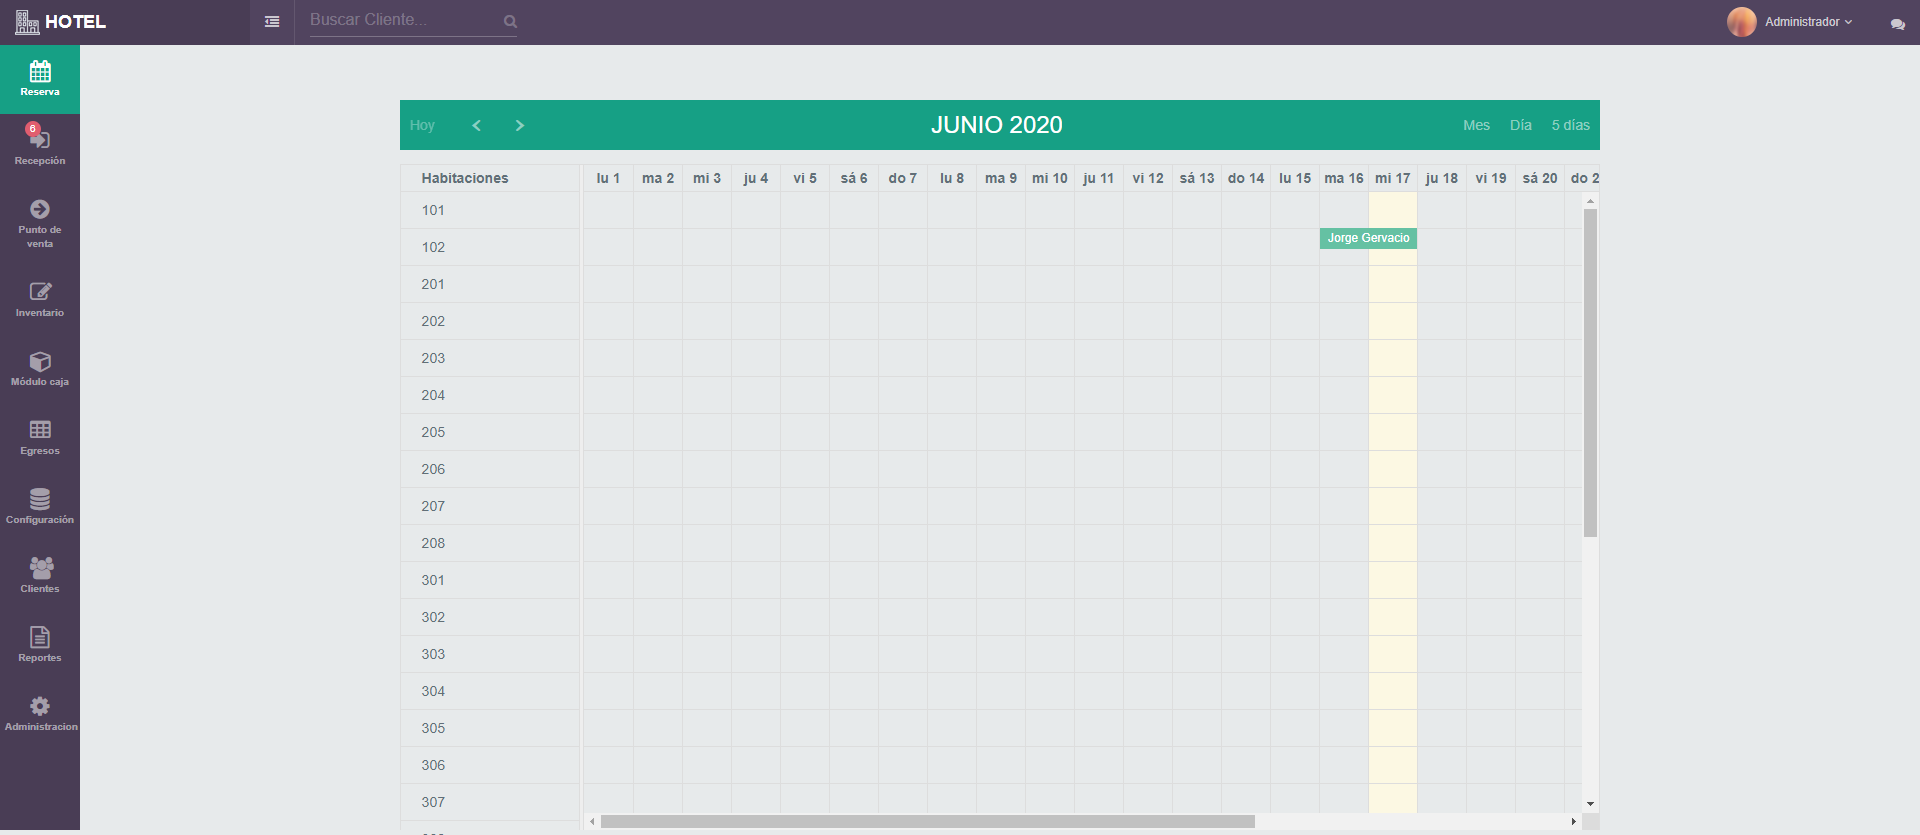 HOTEL
Buscar Cliente...
Administrador
Reserva
6
Recepción
Punto de
venta
Inventario
Módulo caja
Egresos
Configuración
Clientes
Reportes
Administracion
Hoy
JUNIO 2020
Mes Día 5 días
Habitaciones lu 1 ma 2 mi 3 ju 4 vi 5 sá 6 do 7 lu 8 ma 9 mi 10 ju 11 vi 12 sá 13 do 14 lu 15 ma 16 mi 17 ju 18 vi 19 sá 20 do 2
101
102 Jorge Gervacio
201
202
203
204
205
206
207
208
301
302
303
304
305
306
307